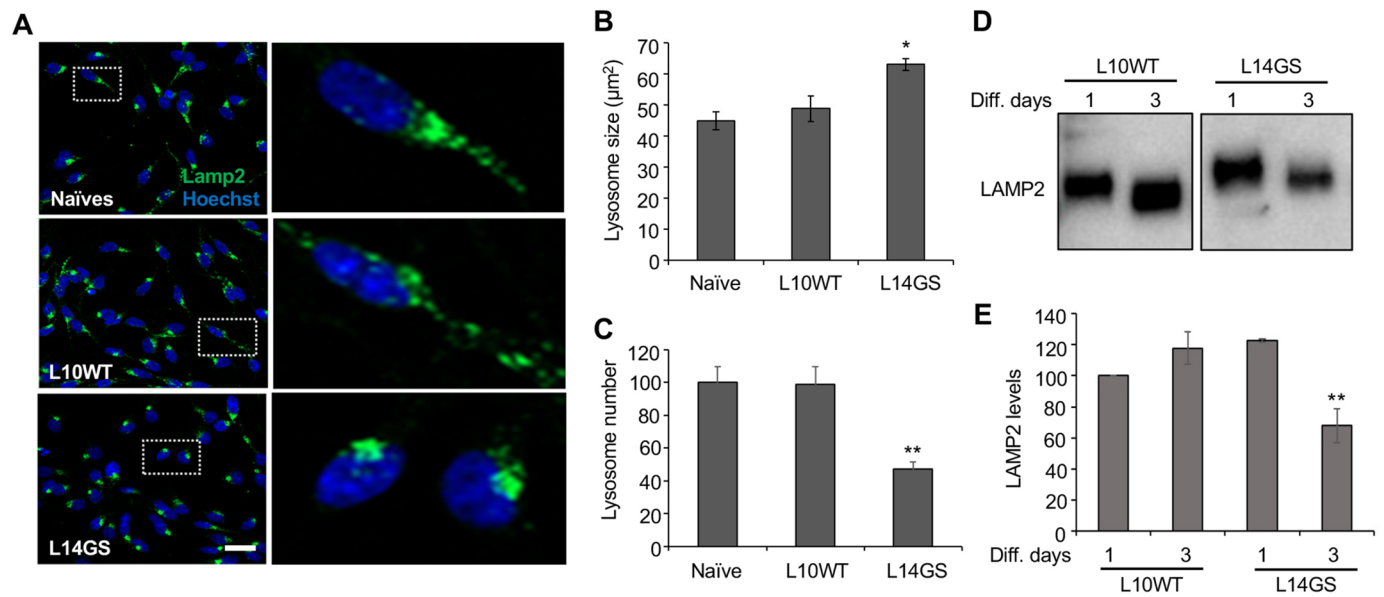 A
Lamp2
Naïves
Hoechst
L10WT
L14GS
B
Lysosome size (µm²)
70
60
50
40
30
20
10
0
*
Naïve L10WT L14GS
C
Lysosome number
120
100
80
60
40
20
0
**
Naïve L10WT L14GS
D
L10WT L14GS
Diff. days 1 3 1 3
LAMP2
E
LAMP2 levels
140
120
100
80
60
40
20
0
**
Diff. days 1 3 1 3
L10WT L14GS